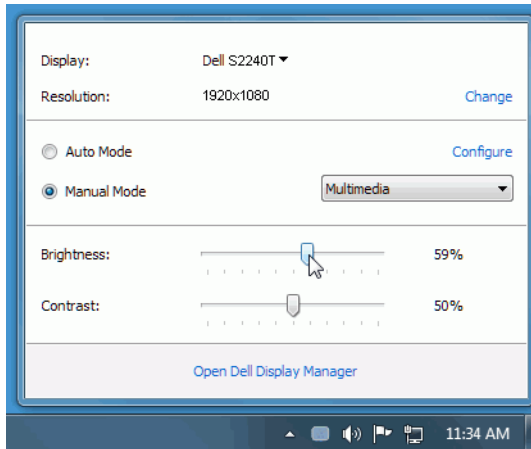 Display: Dell S2240T
Resolution: 1920x1080 Change
Auto Mode Configure
Manual Mode Multimedia
Brightness: 59%
Contrast: 50%
Open Dell Display Manager
11:34 AM